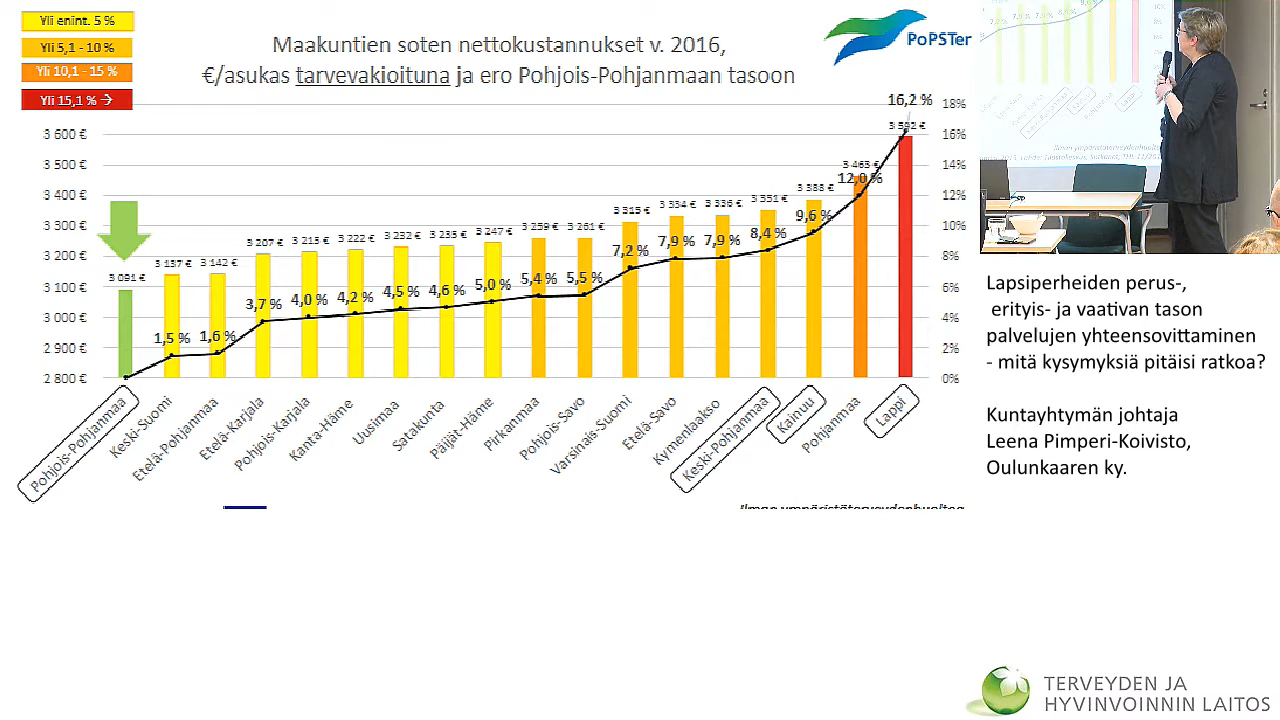 Yli enint. 5 %
Yli 5,1 - 10 %
Yli 10,1 - 15 %
Yli 15,1 % →
Maakuntien soten nettokustannukset v. 2016,
€/asukas tarvevakioituna ja ero Pohjois-Pohjanmaan tasoon
PoPSTer
3 600 €
3 500 €
3 400 €
3 300 €
3 200 €
3 100 €
3 000 €
2 900 €
2 800 €
18%
16%
14%
12%
10%
8%
6%
4%
2%
0%
3 091 €
3 137 €
3 142 €
3 207 €
3 215 €
3 222 €
3 232 €
3 235 €
3 247 €
3 259 €
3 261 €
3 315 €
3 334 €
3 336 €
3 351 €
3 388 €
3 463 €
3 592 €
1,5 %
1,6 %
3,7 %
4,0 %
4,2 %
4,5 %
4,6 %
5,0 %
5,4 %
5,5 %
7,2 %
7,9 %
7,9 %
8,4 %
9,6 %
12,0 %
16,2 %
Pohjois-Pohjanmaa
Keski-Suomi
Etelä-Pohjanmaa
Etelä-Karjala
Pohjois-Karjala
Kanta-Häme
Uusimaa
Satakunta
Päijät-Häme
Pirkanmaa
Pohjois-Savo
Varsinais-Suomi
Etelä-Savo
Kymenlaakso
Keski-Pohjanmaa
Kainuu
Pohjanmaa
Lappi
Ilman ympäristöterveydenhuoltoa
Lapsiperheiden perus-,
erityis- ja vaativan tason
palvelujen yhteensovittaminen
- mitä kysymyksiä pitäisi ratkoa?
Kuntayhtymän johtaja
Leena Pimperi-Koivisto,
Oulunkaaren ky.
TERVEYDEN JA
HYVINVOINNIN LAITOS